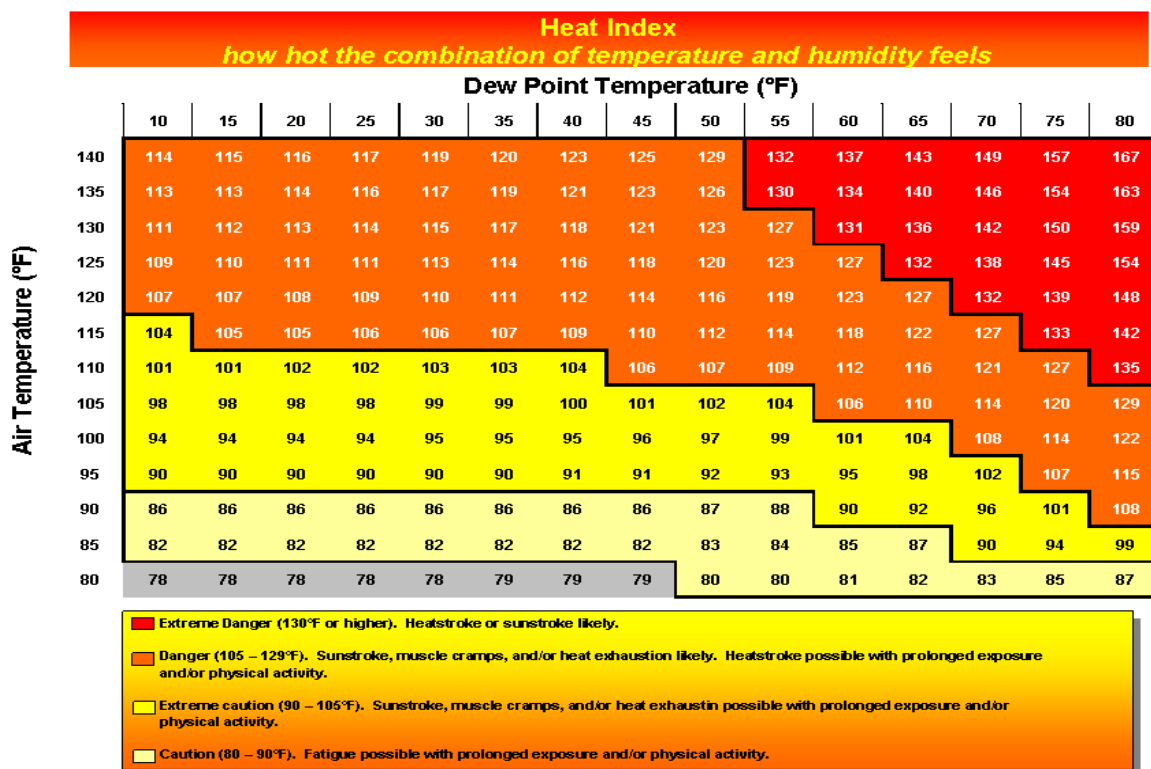 Heat Index
how hot the combination of temperature and humidity feels
Dew Point Temperature (°F)
10 15 20 25 30 35 40 45 50 55 60 65 70 75 80
Air Temperature (°F)
140 114 115 116 117 119 120 123 125 129 132 137 143 149 157 167
135 113 113 114 116 117 119 121 123 126 130 134 140 146 154 163
130 111 112 113 114 115 117 118 121 123 127 131 136 142 150 159
125 109 110 111 111 113 114 116 118 120 123 127 132 138 145 154
120 107 107 108 109 110 111 112 114 116 119 123 127 132 139 148
115 104 105 105 106 106 107 109 110 112 114 118 122 127 133 142
110 101 101 102 102 103 103 104 106 107 109 112 116 121 127 135
105 98 98 98 98 99 99 100 101 102 104 106 110 114 120 129
100 94 94 94 94 95 95 95 96 97 99 101 104 108 114 122
95 90 90 90 90 90 90 91 91 92 93 95 98 102 107 115
90 86 86 86 86 86 86 86 86 87 88 90 92 96 101 108
85 82 82 82 82 82 82 82 82 83 84 85 87 90 94 99
80 78 78 78 78 78 79 79 79 80 80 81 82 83 85 87
Extreme Danger (130°F or higher). Heatstroke or sunstroke likely.
Danger (105 – 129°F). Sunstroke, muscle cramps, and/or heat exhaustion likely. Heatstroke possible with prolonged exposure
and/or physical activity.
Extreme caution (90 – 105°F). Sunstroke, muscle cramps, and/or heat exhaustin possible with prolonged exposure and/or
physical activity.
Caution (80 – 90°F). Fatigue possible with prolonged exposure and/or physical activity.